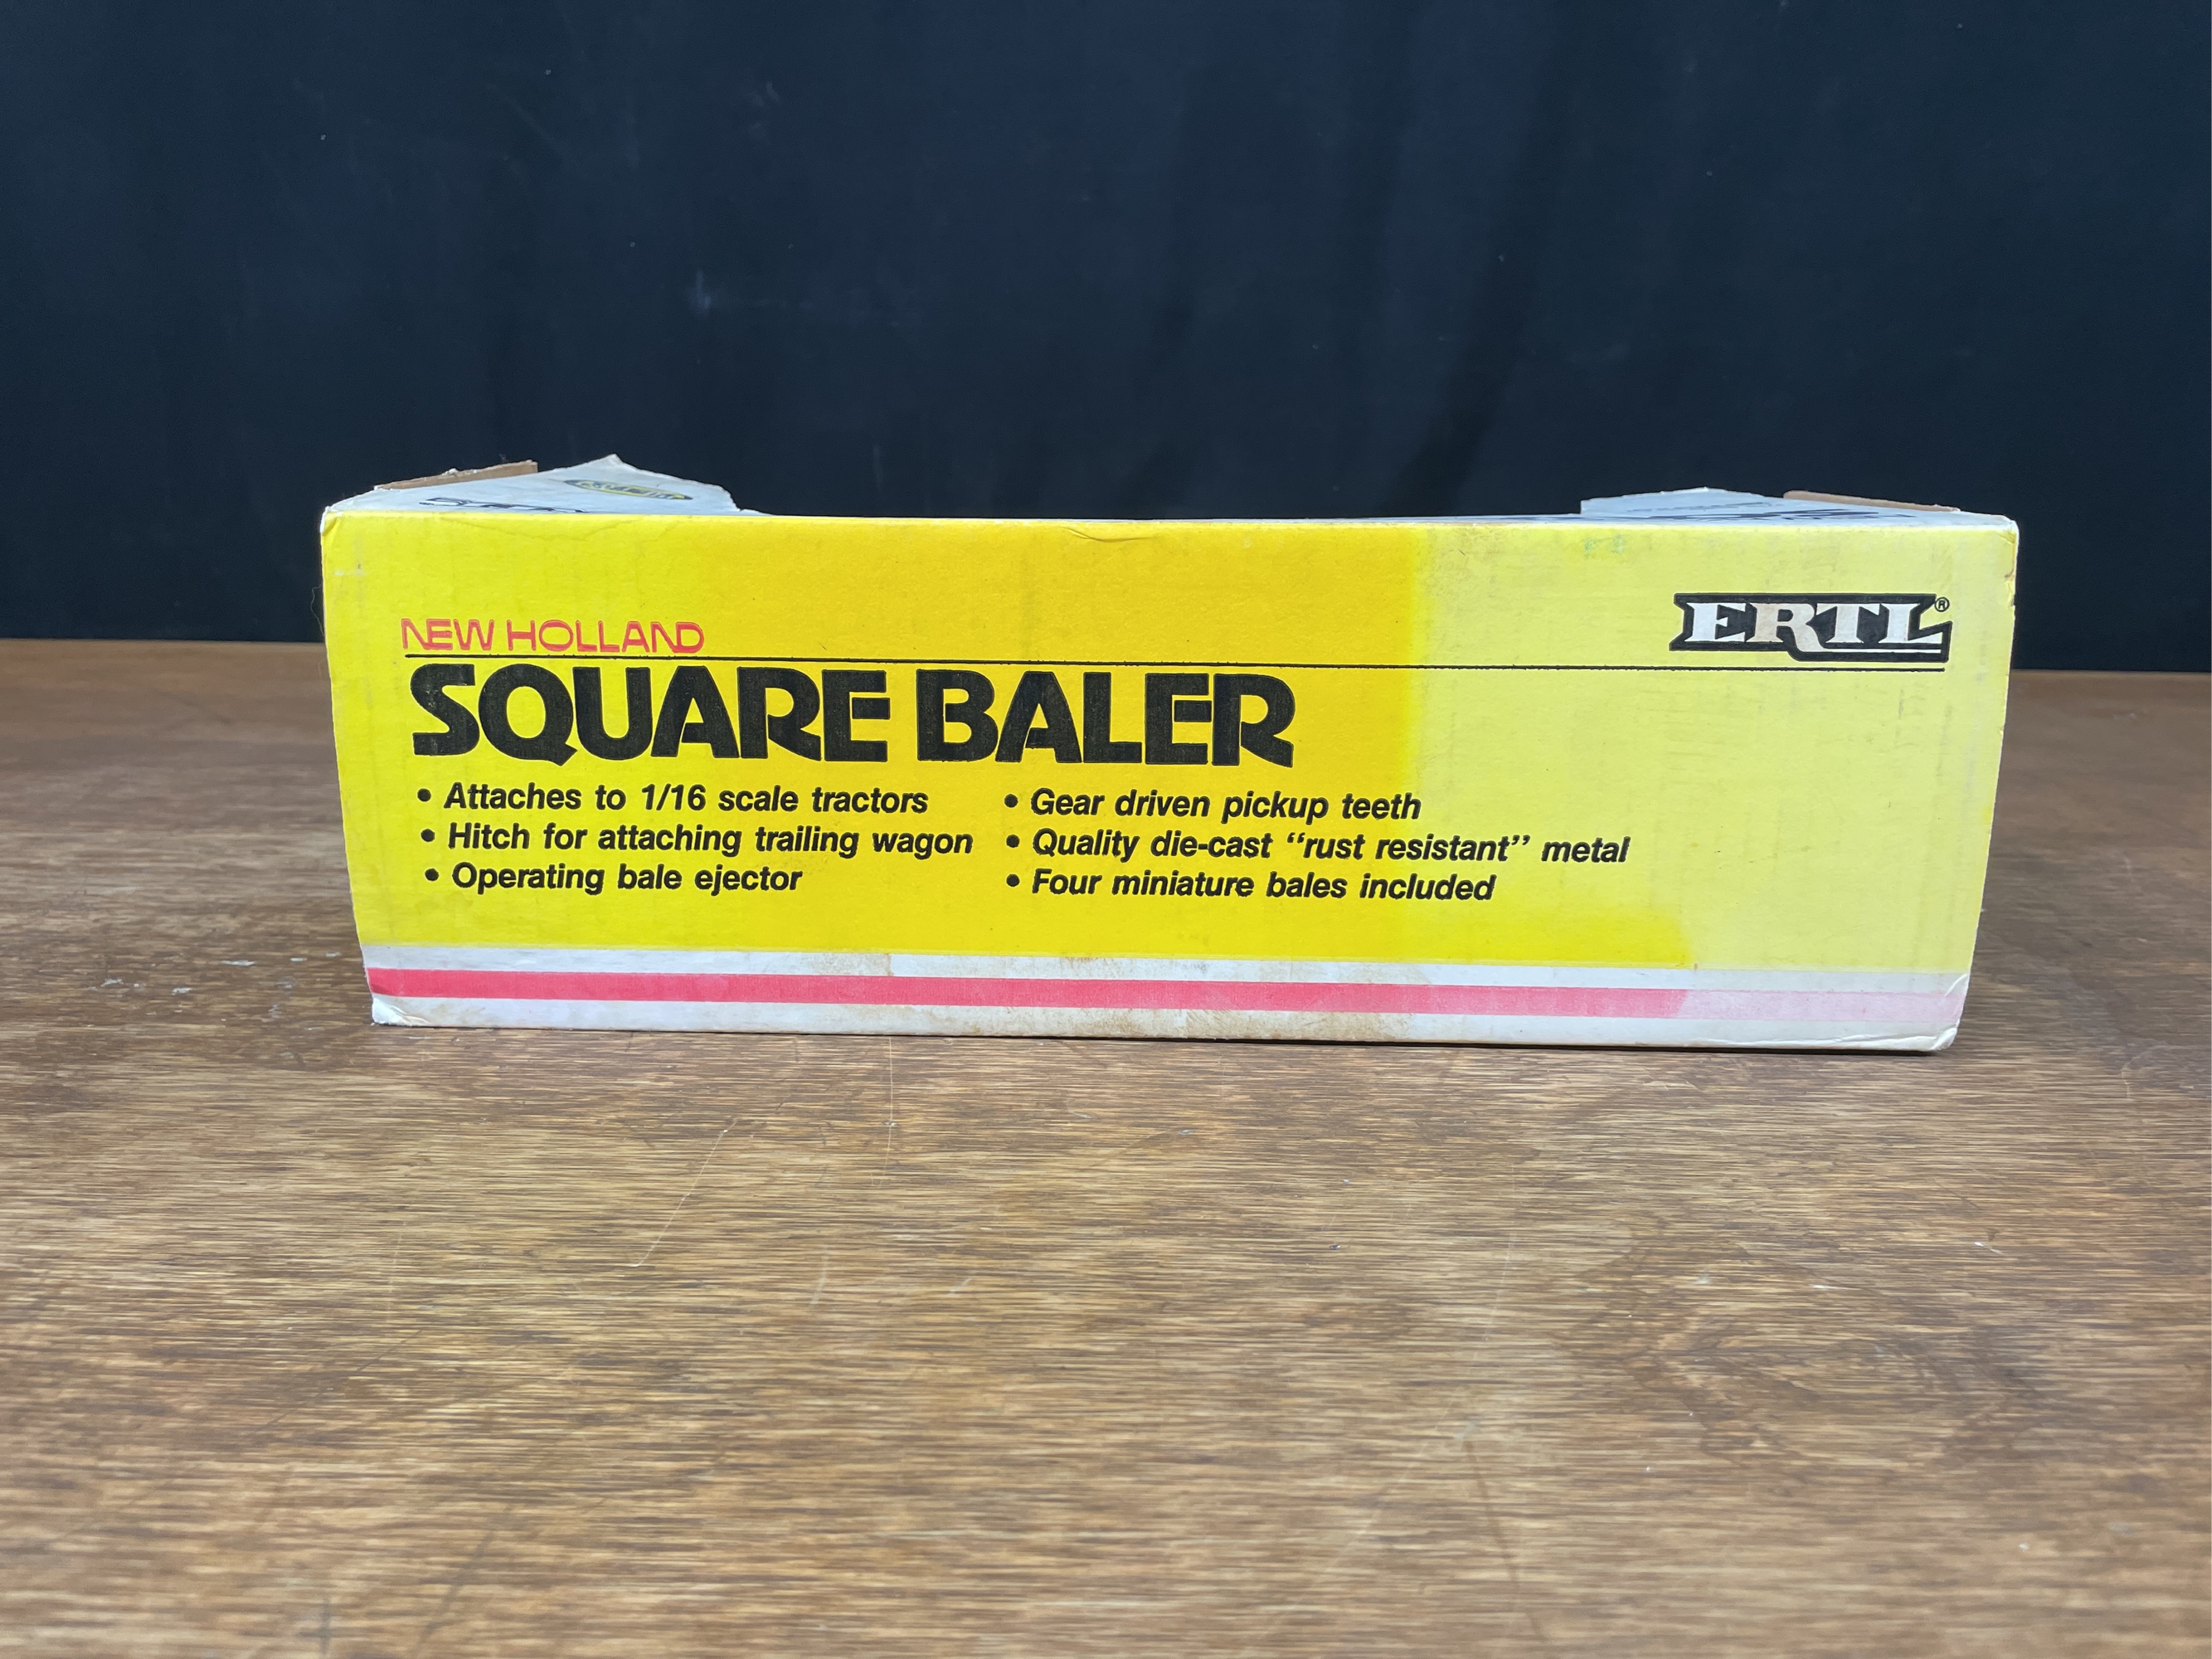 NEW HOLLAND
ERTL®
SQUARE BALER
• Attaches to 1/16 scale tractors
• Hitch for attaching trailing wagon
• Operating bale ejector
• Gear driven pickup teeth
• Quality die-cast “rust resistant” metal
• Four miniature bales included